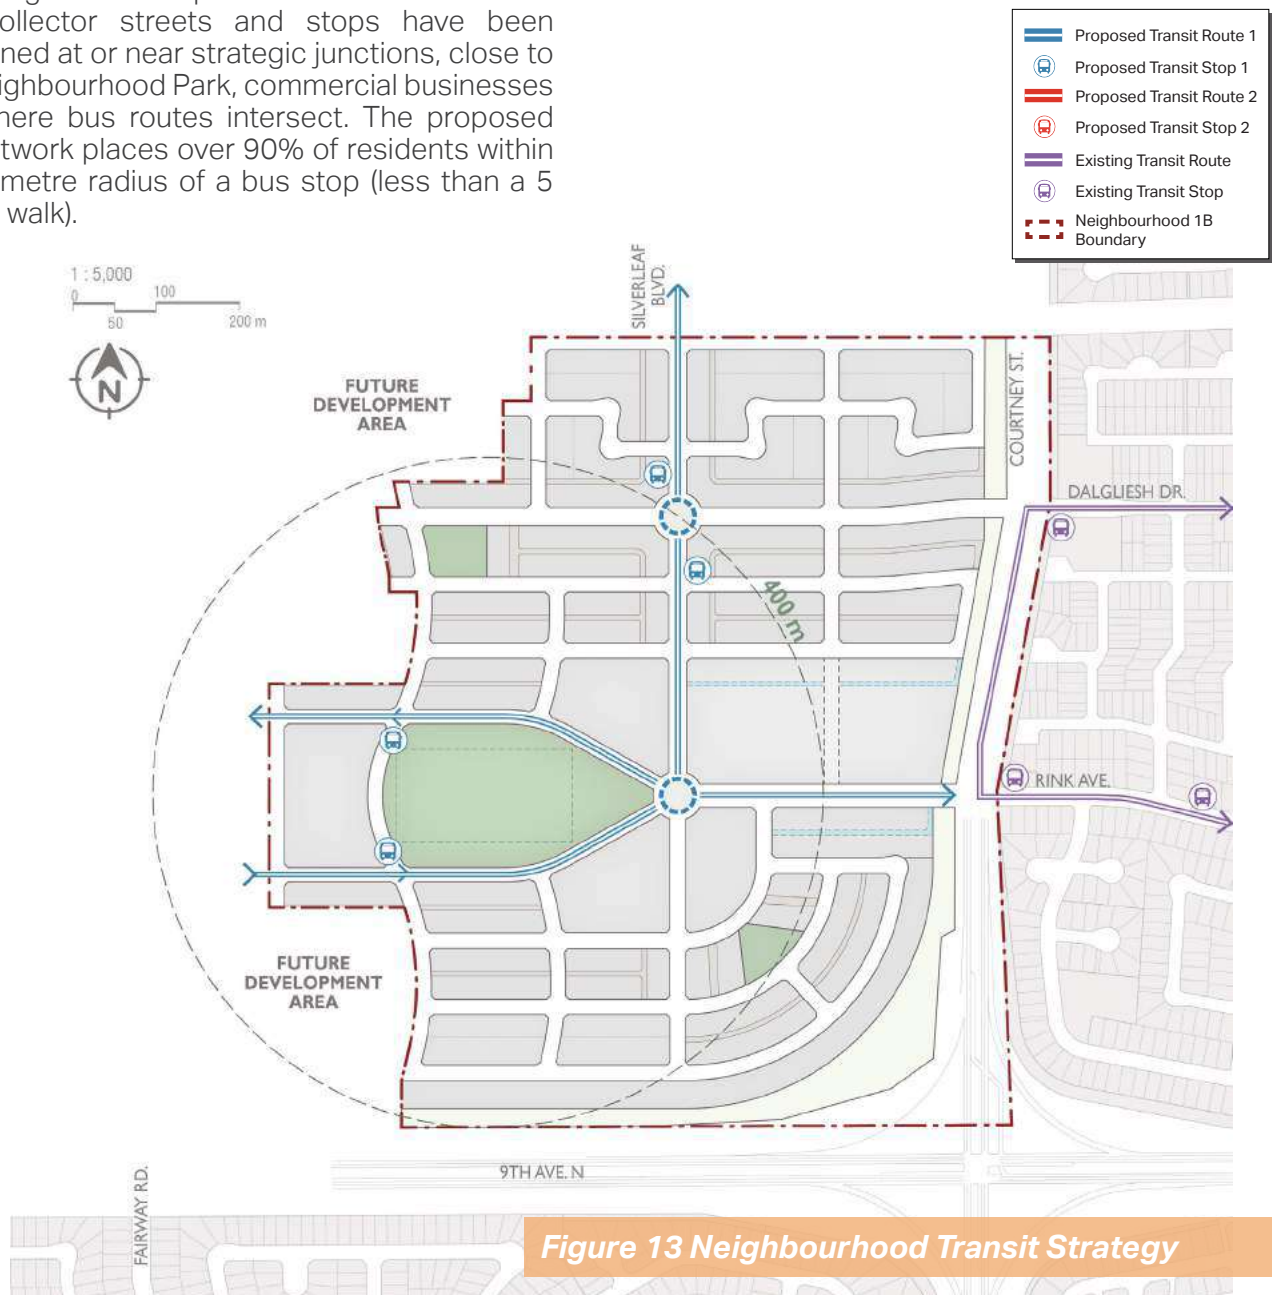 ollector streets and stops have been
ned at or near strategic junctions, close to
ighbourhood Park, commercial businesses
here bus routes intersect. The proposed
twork places over 90% of residents within
metre radius of a bus stop (less than a 5
walk).
Proposed Transit Route 1
Proposed Transit Stop 1
Proposed Transit Route 2
Proposed Transit Stop 2
Existing Transit Route
Existing Transit Stop
Neighbourhood 1B
Boundary
1 : 5,000
0 100
50 200 m
N
SILVERLEAF
BLVD.
FUTURE
DEVELOPMENT
AREA
COURTNEY ST.
DALGLIESH DR.
400 m
RINK AVE.
FUTURE
DEVELOPMENT
AREA
9TH AVE. N
FAIRWAY RD.
Figure 13 Neighbourhood Transit Strategy